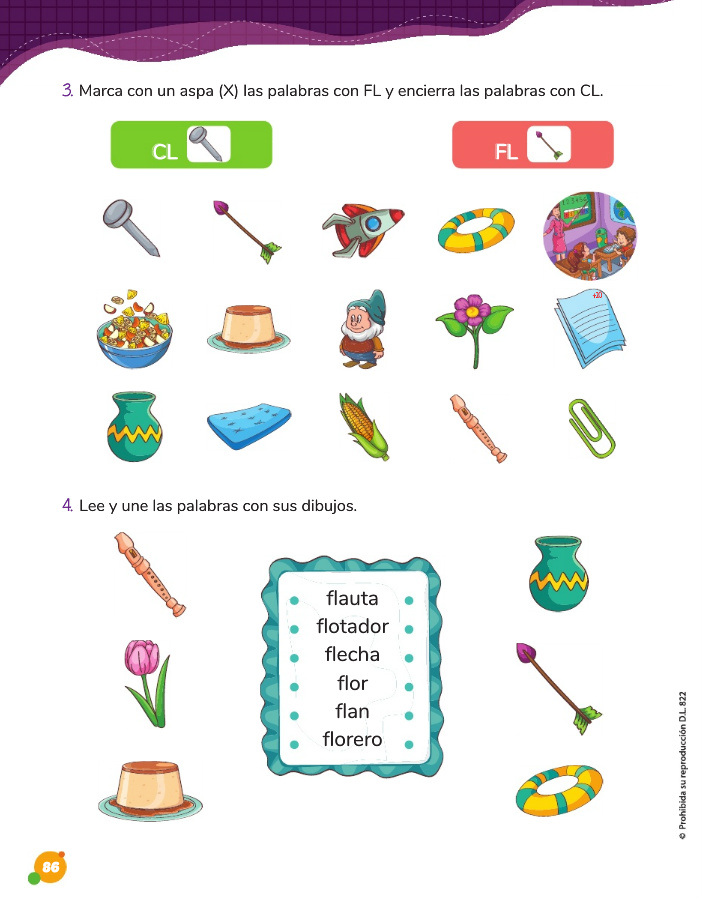 3. Marca con un aspa (X) las palabras con FL y encierra las palabras con CL.
CL
FL
+20
4. Lee y une las palabras con sus dibujos.
flauta
flotador
flecha
flor
flan
florero
© Prohibida su reproducción D.L. 822
86